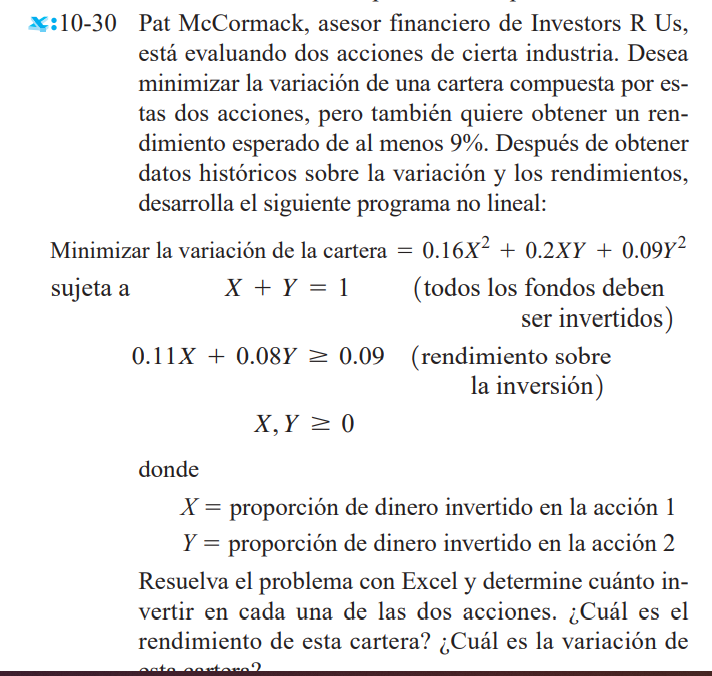 X:10-30 Pat McCormack, asesor financiero de Investors R Us,
está evaluando dos acciones de cierta industria. Desea
minimizar la variación de una cartera compuesta por es-
tas dos acciones, pero también quiere obtener un ren-
dimiento esperado de al menos 9%. Después de obtener
datos históricos sobre la variación y los rendimientos,
desarrolla el siguiente programa no lineal:
Minimizar la variación de la cartera = 0.16X² + 0.2XY + 0.09Y²
sujeta a X + Y = 1 (todos los fondos deben
ser invertidos)
0.11X + 0.08Y ≥ 0.09 (rendimiento sobre
la inversión)
X, Y ≥ 0
donde
X = proporción de dinero invertido en la acción 1
Y = proporción de dinero invertido en la acción 2
Resuelva el problema con Excel y determine cuánto in-
vertir en cada una de las dos acciones. ¿Cuál es el
rendimiento de esta cartera? ¿Cuál es la variación de
esta cartera?